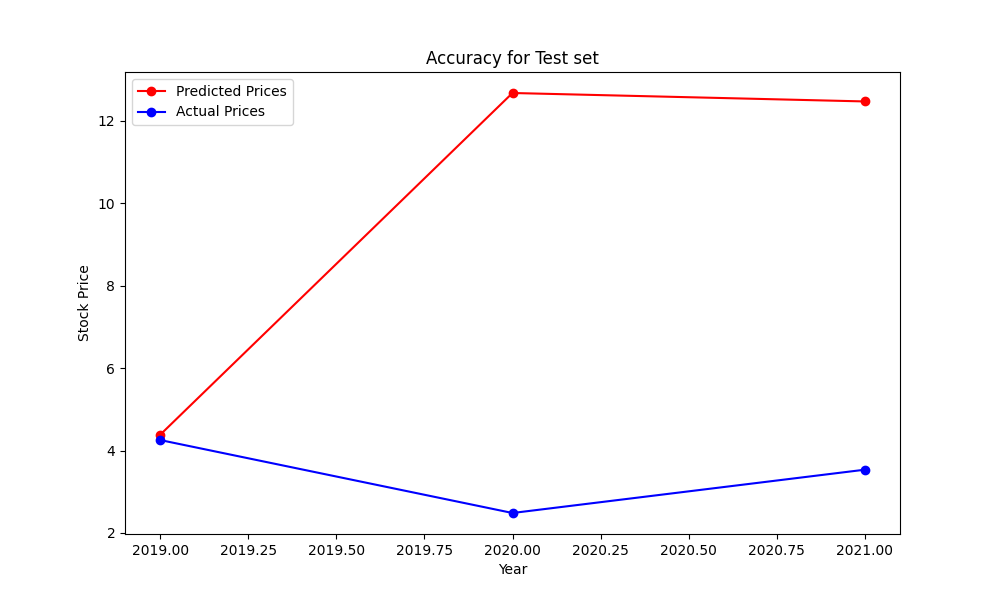 Accuracy for Test set
Predicted Prices
Actual Prices
12
10
8
6
4
2
Stock Price
2019.00 2019.25 2019.50 2019.75 2020.00 2020.25 2020.50 2020.75 2021.00
Year